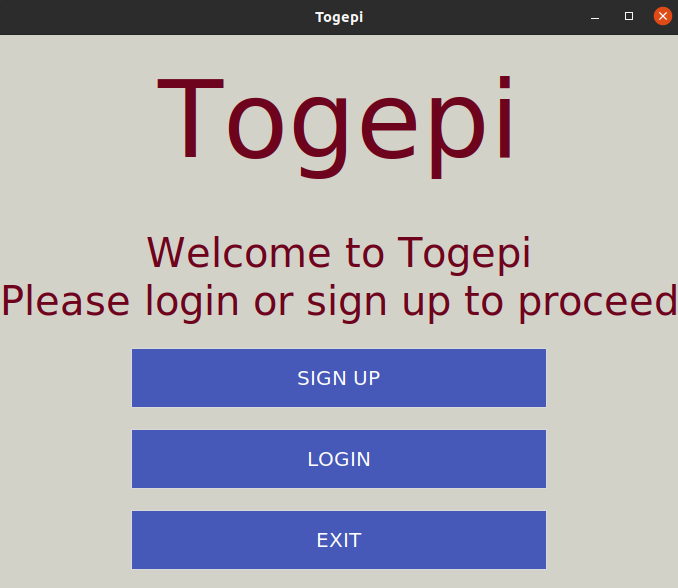 Togepi
Togepi
Welcome to Togepi
Please login or sign up to proceed
SIGN UP
LOGIN
EXIT